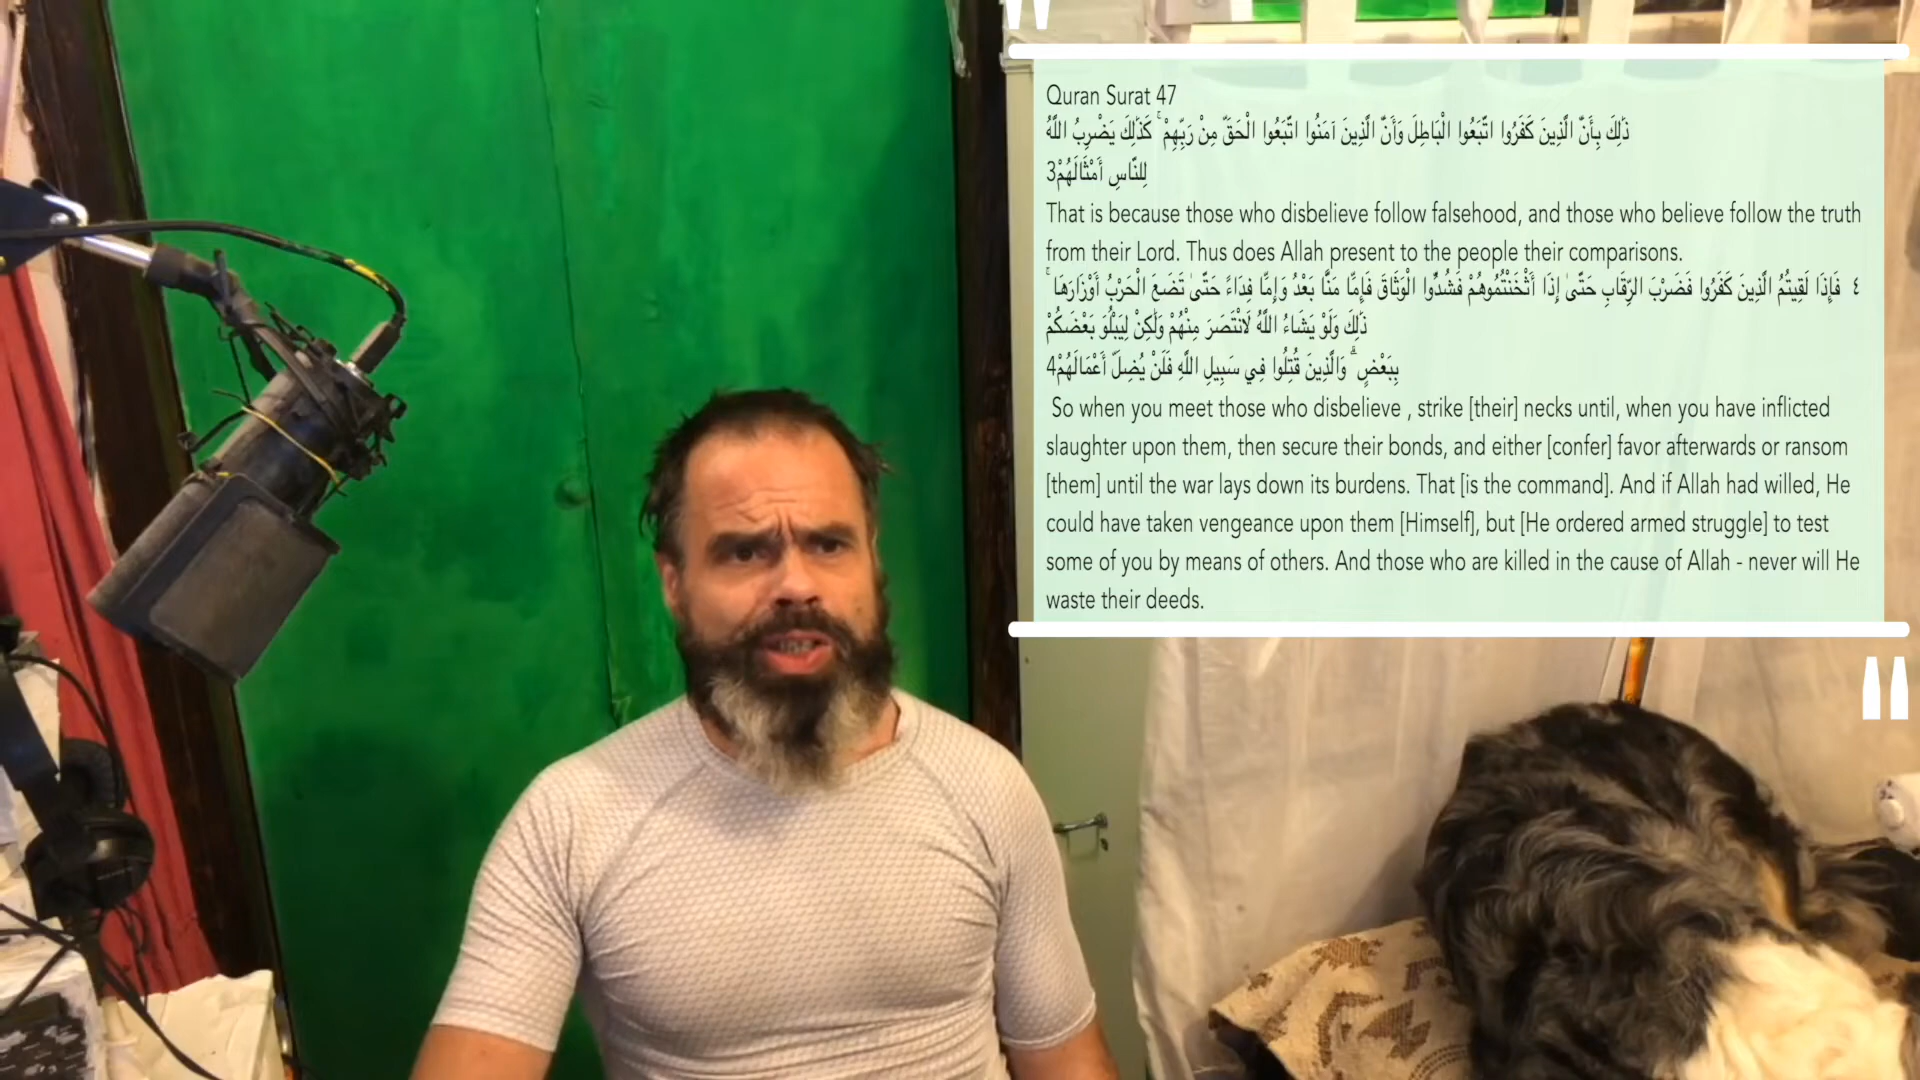 Quran Surat 47
ذَٰلِكَ بِأَنَّ الَّذِينَ كَفَرُوا اتَّبَعُوا الْبَاطِلَ وَأَنَّ الَّذِينَ آمَنُوا اتَّبَعُوا الْحَقَّ مِنْ رَبِّهِمْ ۚ كَذَٰلِكَ يَضْرِبُ اللَّهُ
لِلنَّاسِ أَمْثَالَهُمْ3
That is because those who disbelieve follow falsehood, and those who believe follow the truth
from their Lord. Thus does Allah present to the people their comparisons.
٤ فَإِذَا لَقِيتُمُ الَّذِينَ كَفَرُوا فَضَرْبَ الرِّقَابِ حَتَّىٰ إِذَا أَثْخَنْتُمُوهُمْ فَشُدُّوا الْوَثَاقَ فَإِمَّا مَنًّا بَعْدُ وَإِمَّا فِدَاءً حَتَّىٰ تَضَعَ الْحَرْبُ أَوْزَارَهَا ۚ
ذَٰلِكَ وَلَوْ يَشَاءُ اللَّهُ لَانْتَصَرَ مِنْهُمْ وَلَٰكِنْ لِيَبْلُوَ بَعْضَكُمْ
بِبَعْضٍ ۗ وَالَّذِينَ قُتِلُوا فِي سَبِيلِ اللَّهِ فَلَنْ يُضِلَّ أَعْمَالَهُمْ4
So when you meet those who disbelieve , strike [their] necks until, when you have inflicted
slaughter upon them, then secure their bonds, and either [confer] favor afterwards or ransom
[them] until the war lays down its burdens. That [is the command]. And if Allah had willed, He
could have taken vengeance upon them [Himself], but [He ordered armed struggle] to test
some of you by means of others. And those who are killed in the cause of Allah - never will He
waste their deeds.
"